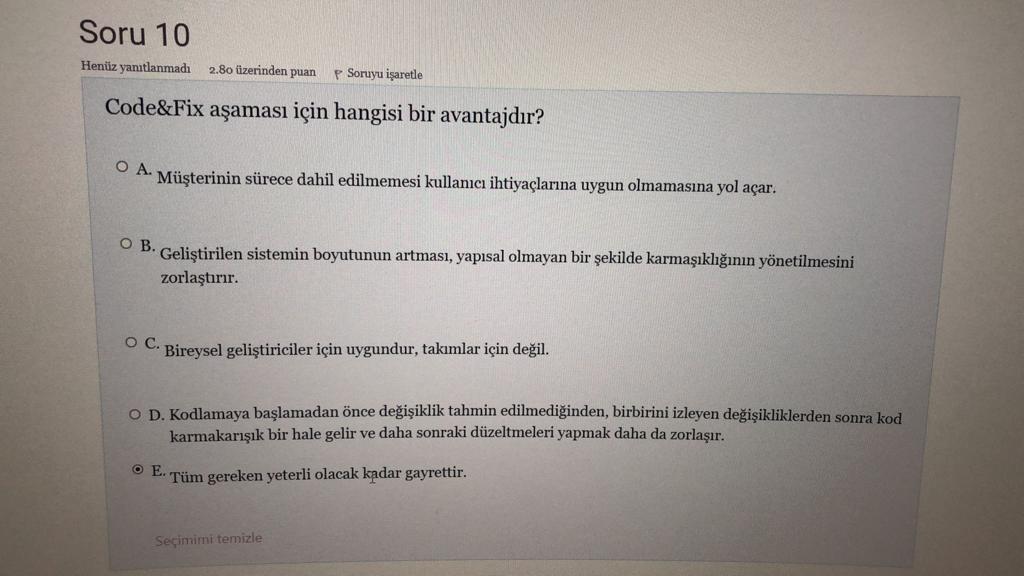 Soru 10
Henüz yanıtlanmadı 2.80 üzerinden puan Soruyu işaretle
Code&Fix aşaması için hangisi bir avantajdır?
A. Müşterinin sürece dahil edilmemesi kullanıcı ihtiyaçlarına uygun olmamasına yol açar.
B. Geliştirilen sistemin boyutunun artması, yapısal olmayan bir şekilde karmaşıklığının yönetilmesini
zorlaştırır.
C. Bireysel geliştiriciler için uygundur, takımlar için değil.
D. Kodlamaya başlamadan önce değişiklik tahmin edilmediğinden, birbirini izleyen değişikliklerden sonra kod
karmakarışık bir hale gelir ve daha sonraki düzeltmeleri yapmak daha da zorlaşır.
E. Tüm gereken yeterli olacak kadar gayrettir.
Seçimimi temizle